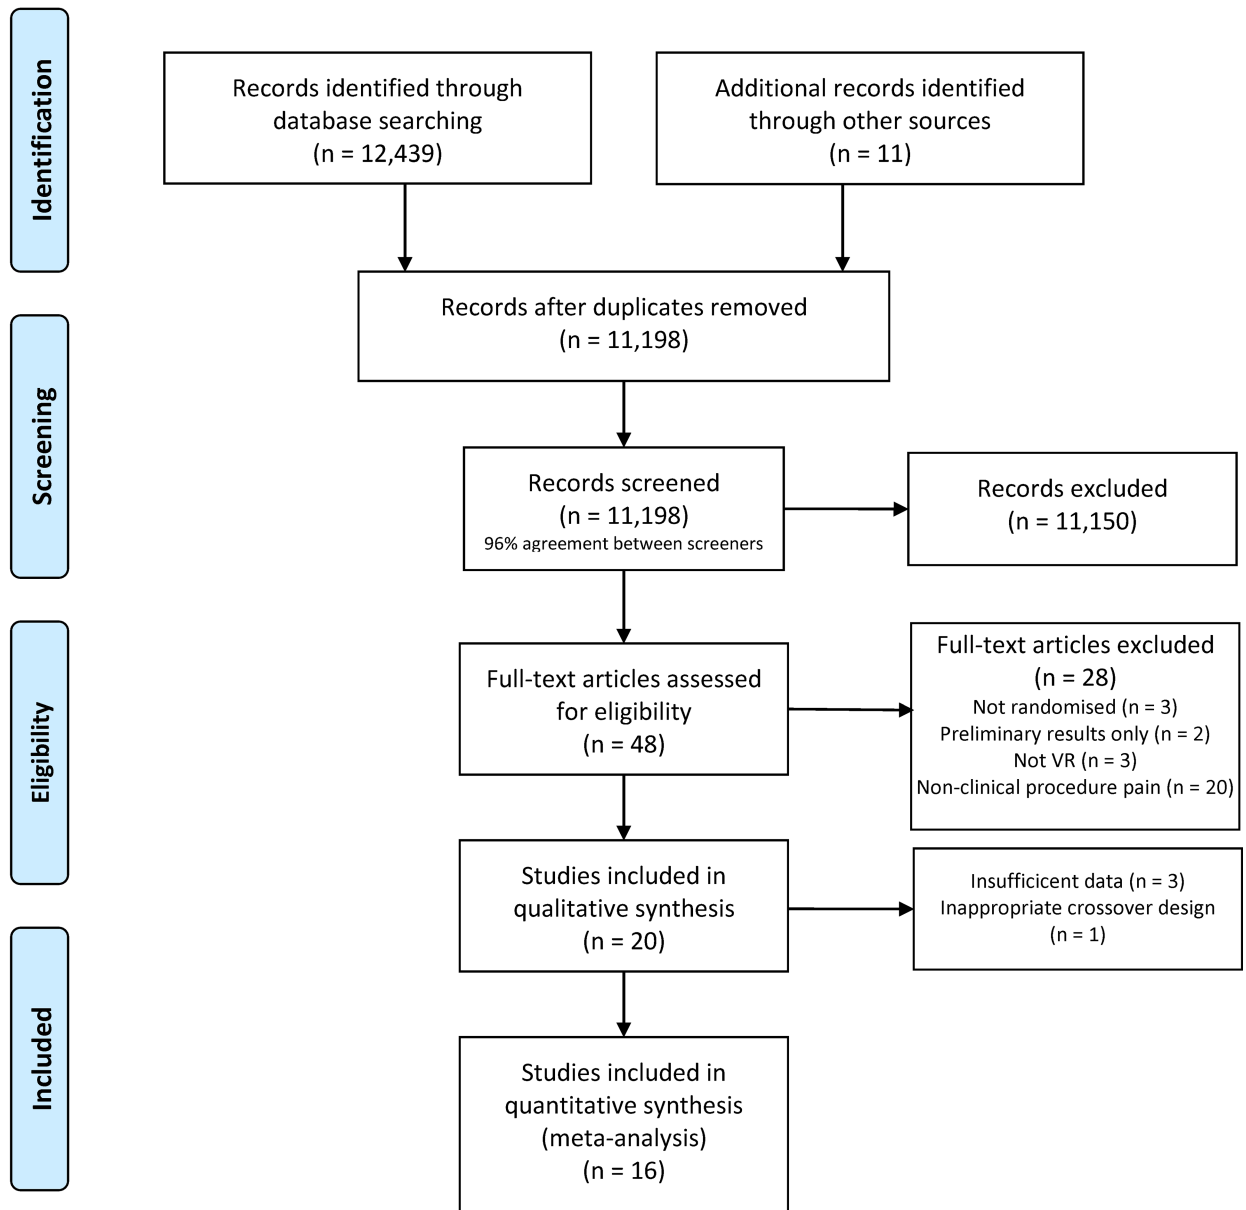 Identification
Records identified through
database searching
(n = 12,439)
Additional records identified
through other sources
(n = 11)
Records after duplicates removed
(n = 11,198)
Screening
Records screened
(n = 11,198)
96% agreement between screeners
Records excluded
(n = 11,150)
Eligibility
Full-text articles assessed
for eligibility
(n = 48)
Full-text articles excluded
(n = 28)
Not randomised (n = 3)
Preliminary results only (n = 2)
Not VR (n = 3)
Non-clinical procedure pain (n = 20)
Studies included in
qualitative synthesis
(n = 20)
Insufficent data (n = 3)
Inappropriate crossover design
(n = 1)
Included
Studies included in
quantitative synthesis
(meta-analysis)
(n = 16)